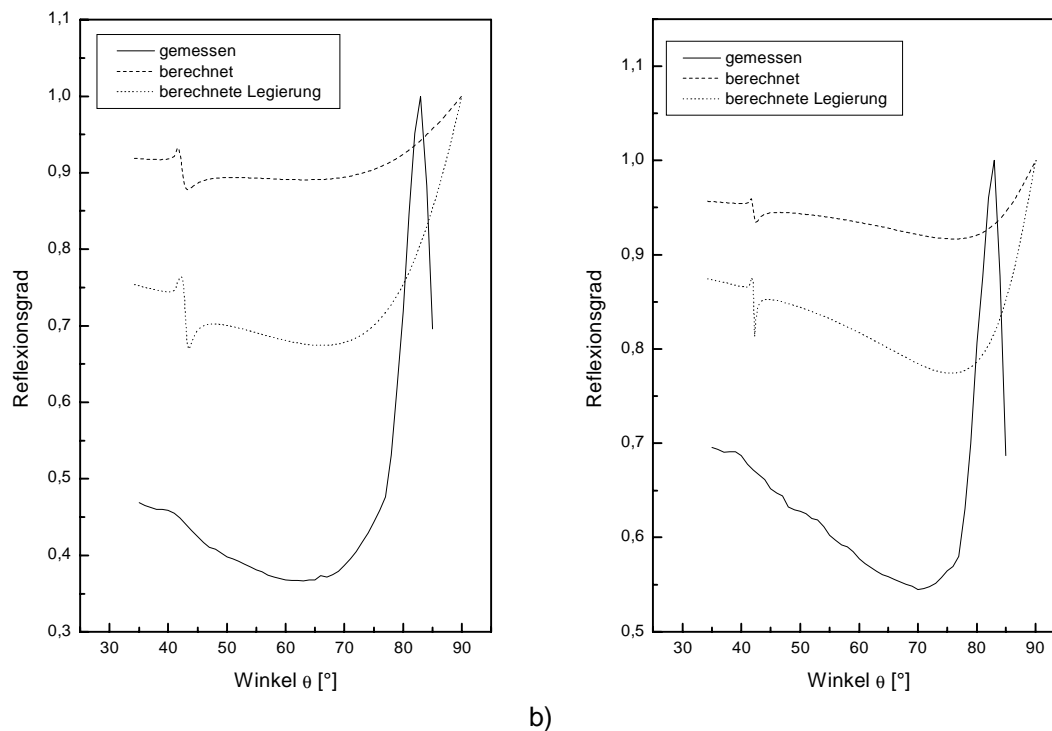 1,1
1,0
0,9
0,8
0,7
0,6
0,5
0,4
0,3
Reflexionsgrad
gemessen
berechnet
berechnete Legierung
30 40 50 60 70 80 90
Winkel θ [°]
1,1
1,0
0,9
0,8
0,7
0,6
0,5
Reflexionsgrad
gemessen
berechnet
berechnete Legierung
30 40 50 60 70 80 90
Winkel θ [°]
b)